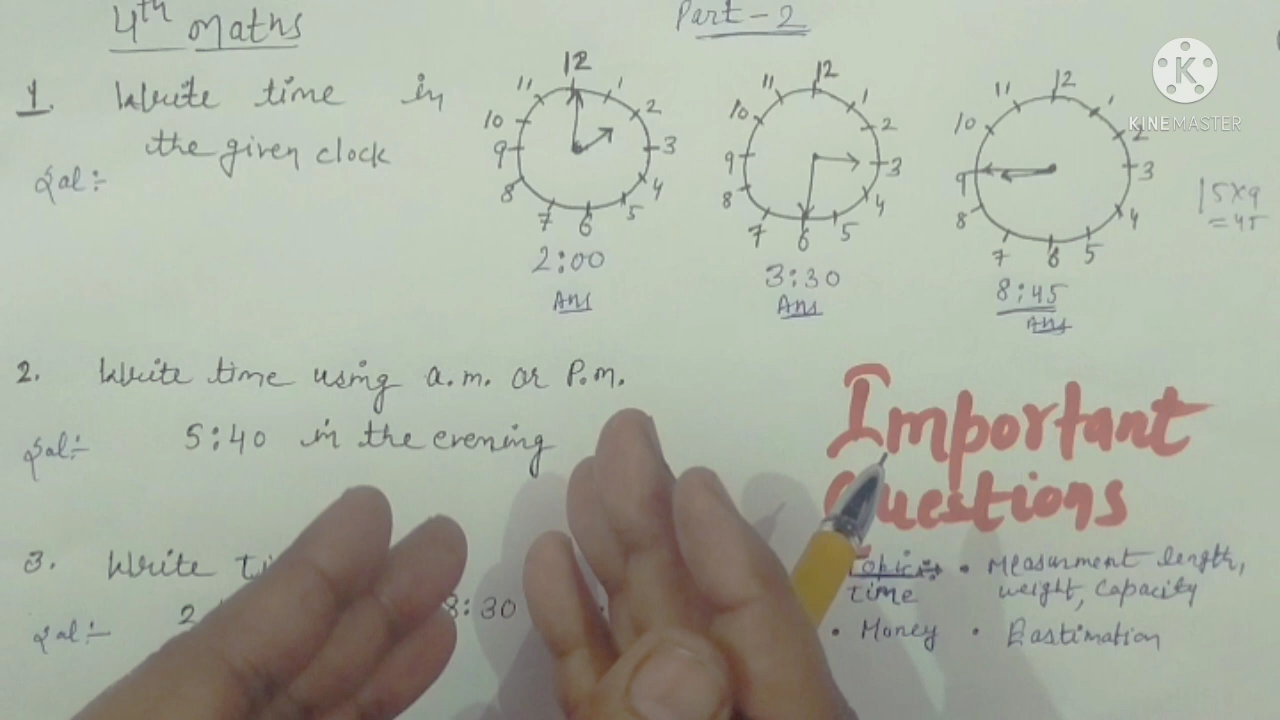 4th Maths
Part-2
1. Write time in
the given clock
Sol:-
12 1 2 3 4 5 6 7 8 9 10 11
2:00
Ans
12 1 2 3 4 5 6 7 8 9 10 11
3:30
Ans
12 1 2 3 4 5 6 7 8 9 10 11
8:45
Ans
5×9
=45
K
KINEMASTER
2. Write time using a.m. or P.m.
Sol:- 5:40 in the evening
Important
Questions
3. Write
Sol:- 2 8:30
Topic:→ • Measurment length,
time weight, Capacity
• Money • Eastimation